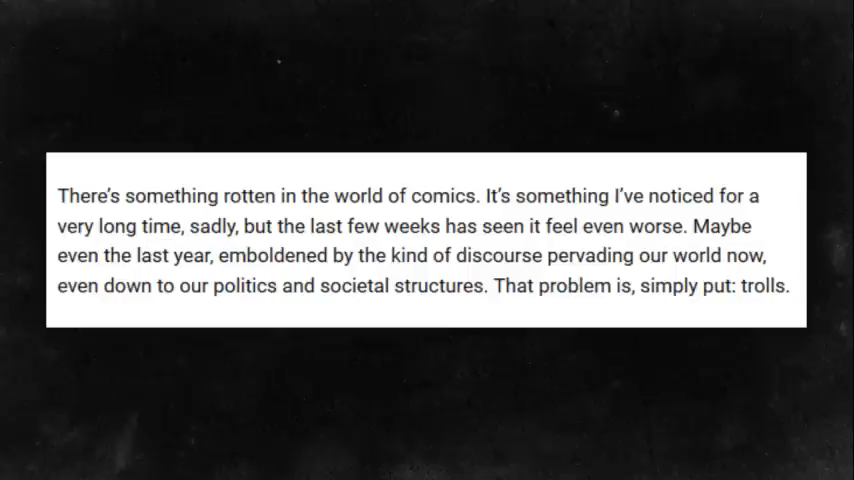 There’s something rotten in the world of comics. It’s something I’ve noticed for a
very long time, sadly, but the last few weeks has seen it feel even worse. Maybe
even the last year, emboldened by the kind of discourse pervading our world now,
even down to our politics and societal structures. That problem is, simply put: trolls.